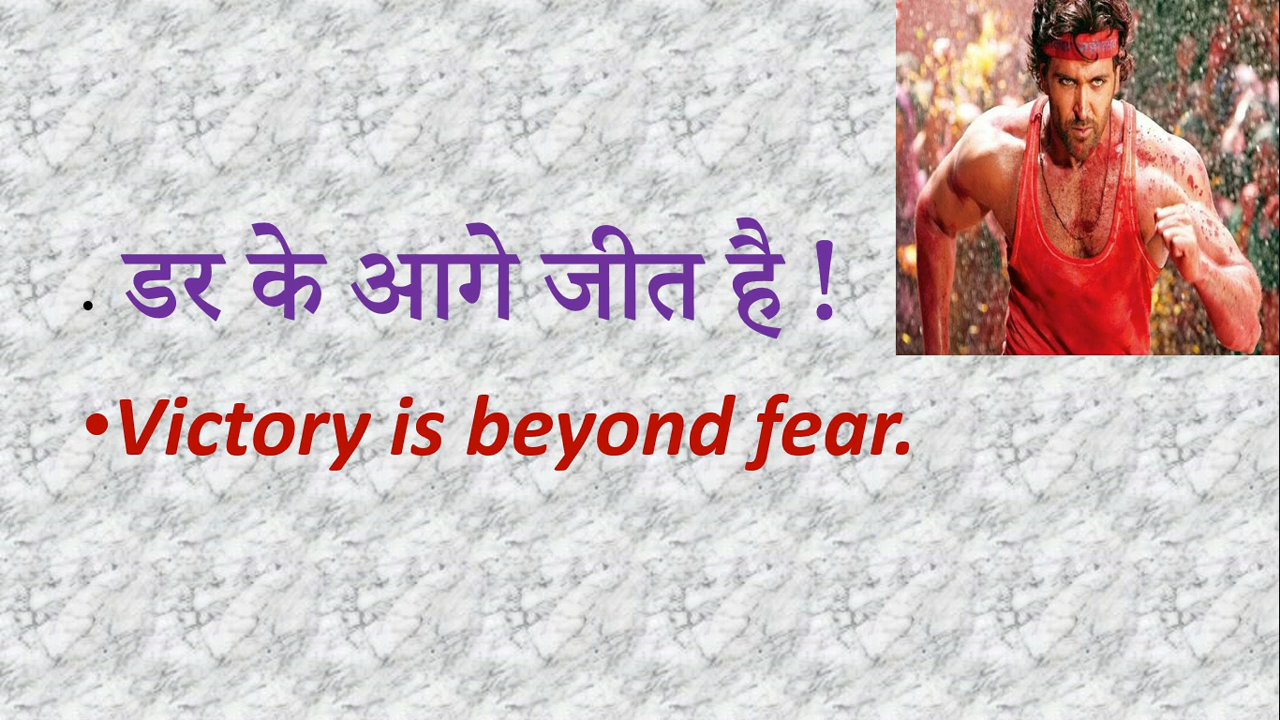 • डर के आगे जीत है !
•Victory is beyond fear.